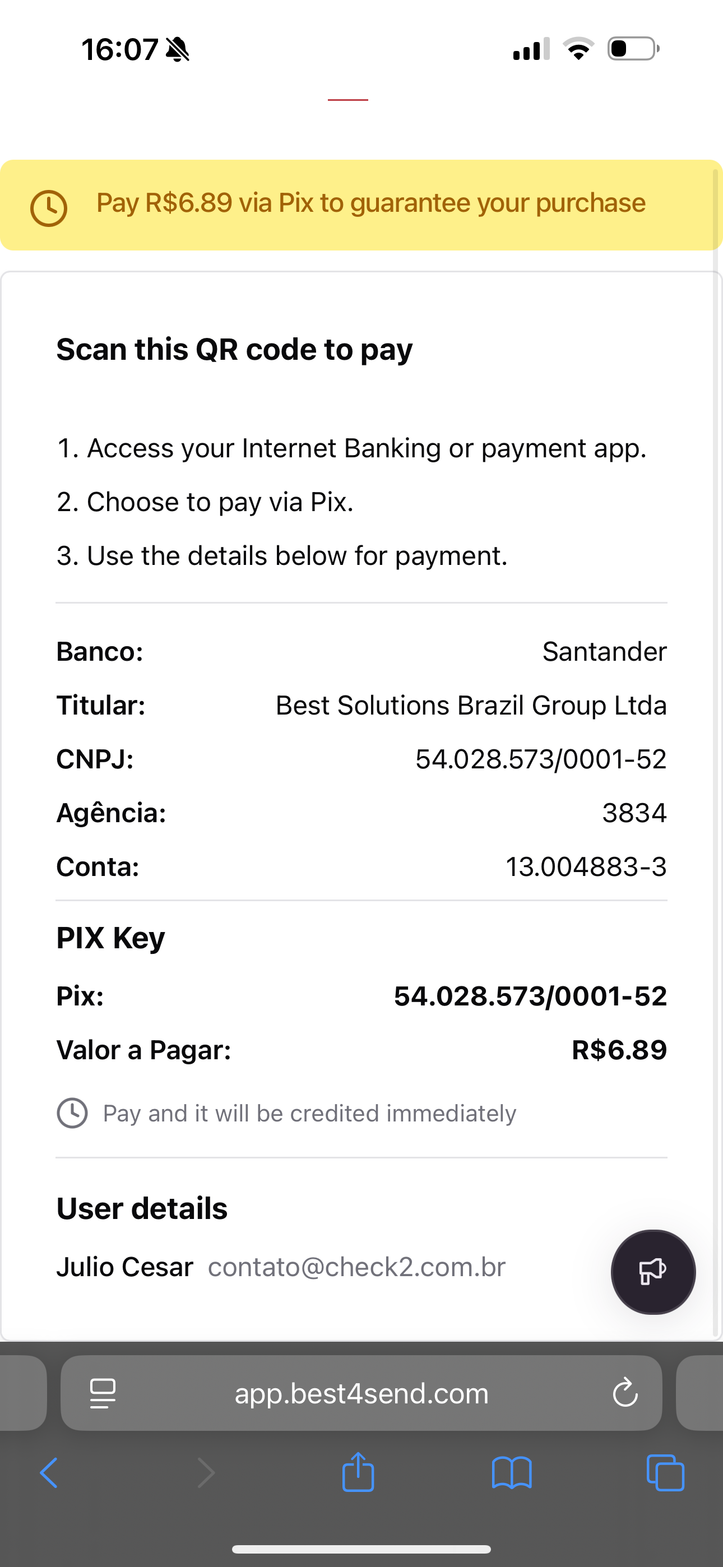 16:07
Pay R$6.89 via Pix to guarantee your purchase
Scan this QR code to pay
1. Access your Internet Banking or payment app.
2. Choose to pay via Pix.
3. Use the details below for payment.
Banco: Santander
Titular: Best Solutions Brazil Group Ltda
CNPJ: 54.028.573/0001-52
Agência: 3834
Conta: 13.004883-3
PIX Key
Pix: 54.028.573/0001-52
Valor a Pagar: R$6.89
Pay and it will be credited immediately
User details
Julio Cesar contato@check2.com.br
app.best4send.com